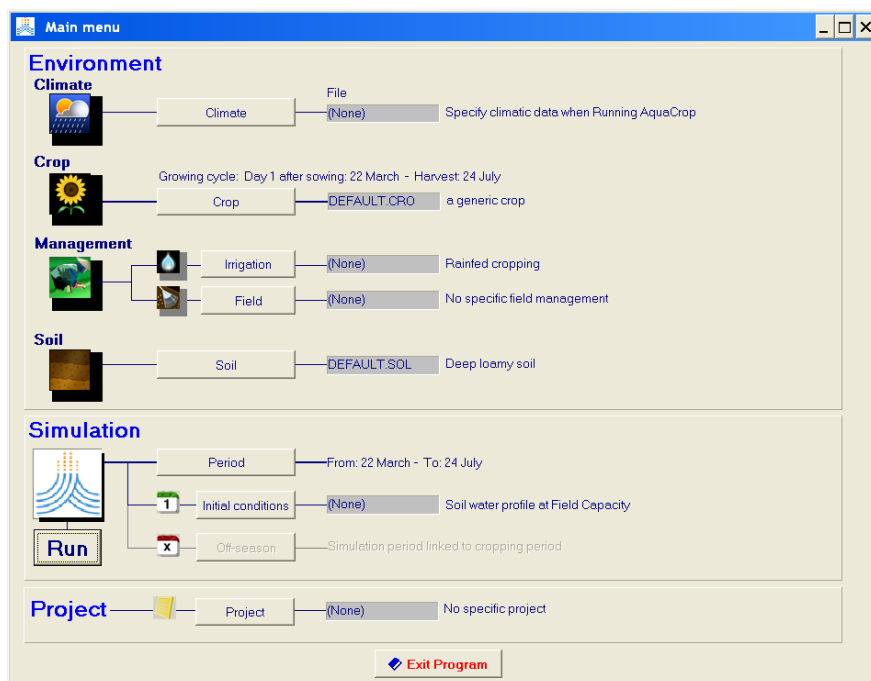 Main menu
Environment
Climate
File
Climate
(None)
Specify climatic data when Running AquaCrop
Crop
Growing cycle: Day 1 after sowing: 22 March - Harvest: 24 July
Crop
DEFAULT.CRO
a generic crop
Management
Irrigation
(None)
Rainfed cropping
Field
(None)
No specific field management
Soil
Soil
DEFAULT.SOL
Deep loamy soil
Simulation
Period
From: 22 March - To: 24 July
1
Initial conditions
(None)
Soil water profile at Field Capacity
Run
x
Off-season
Simulation period linked to cropping period
Project
Project
(None)
No specific project
Exit Program